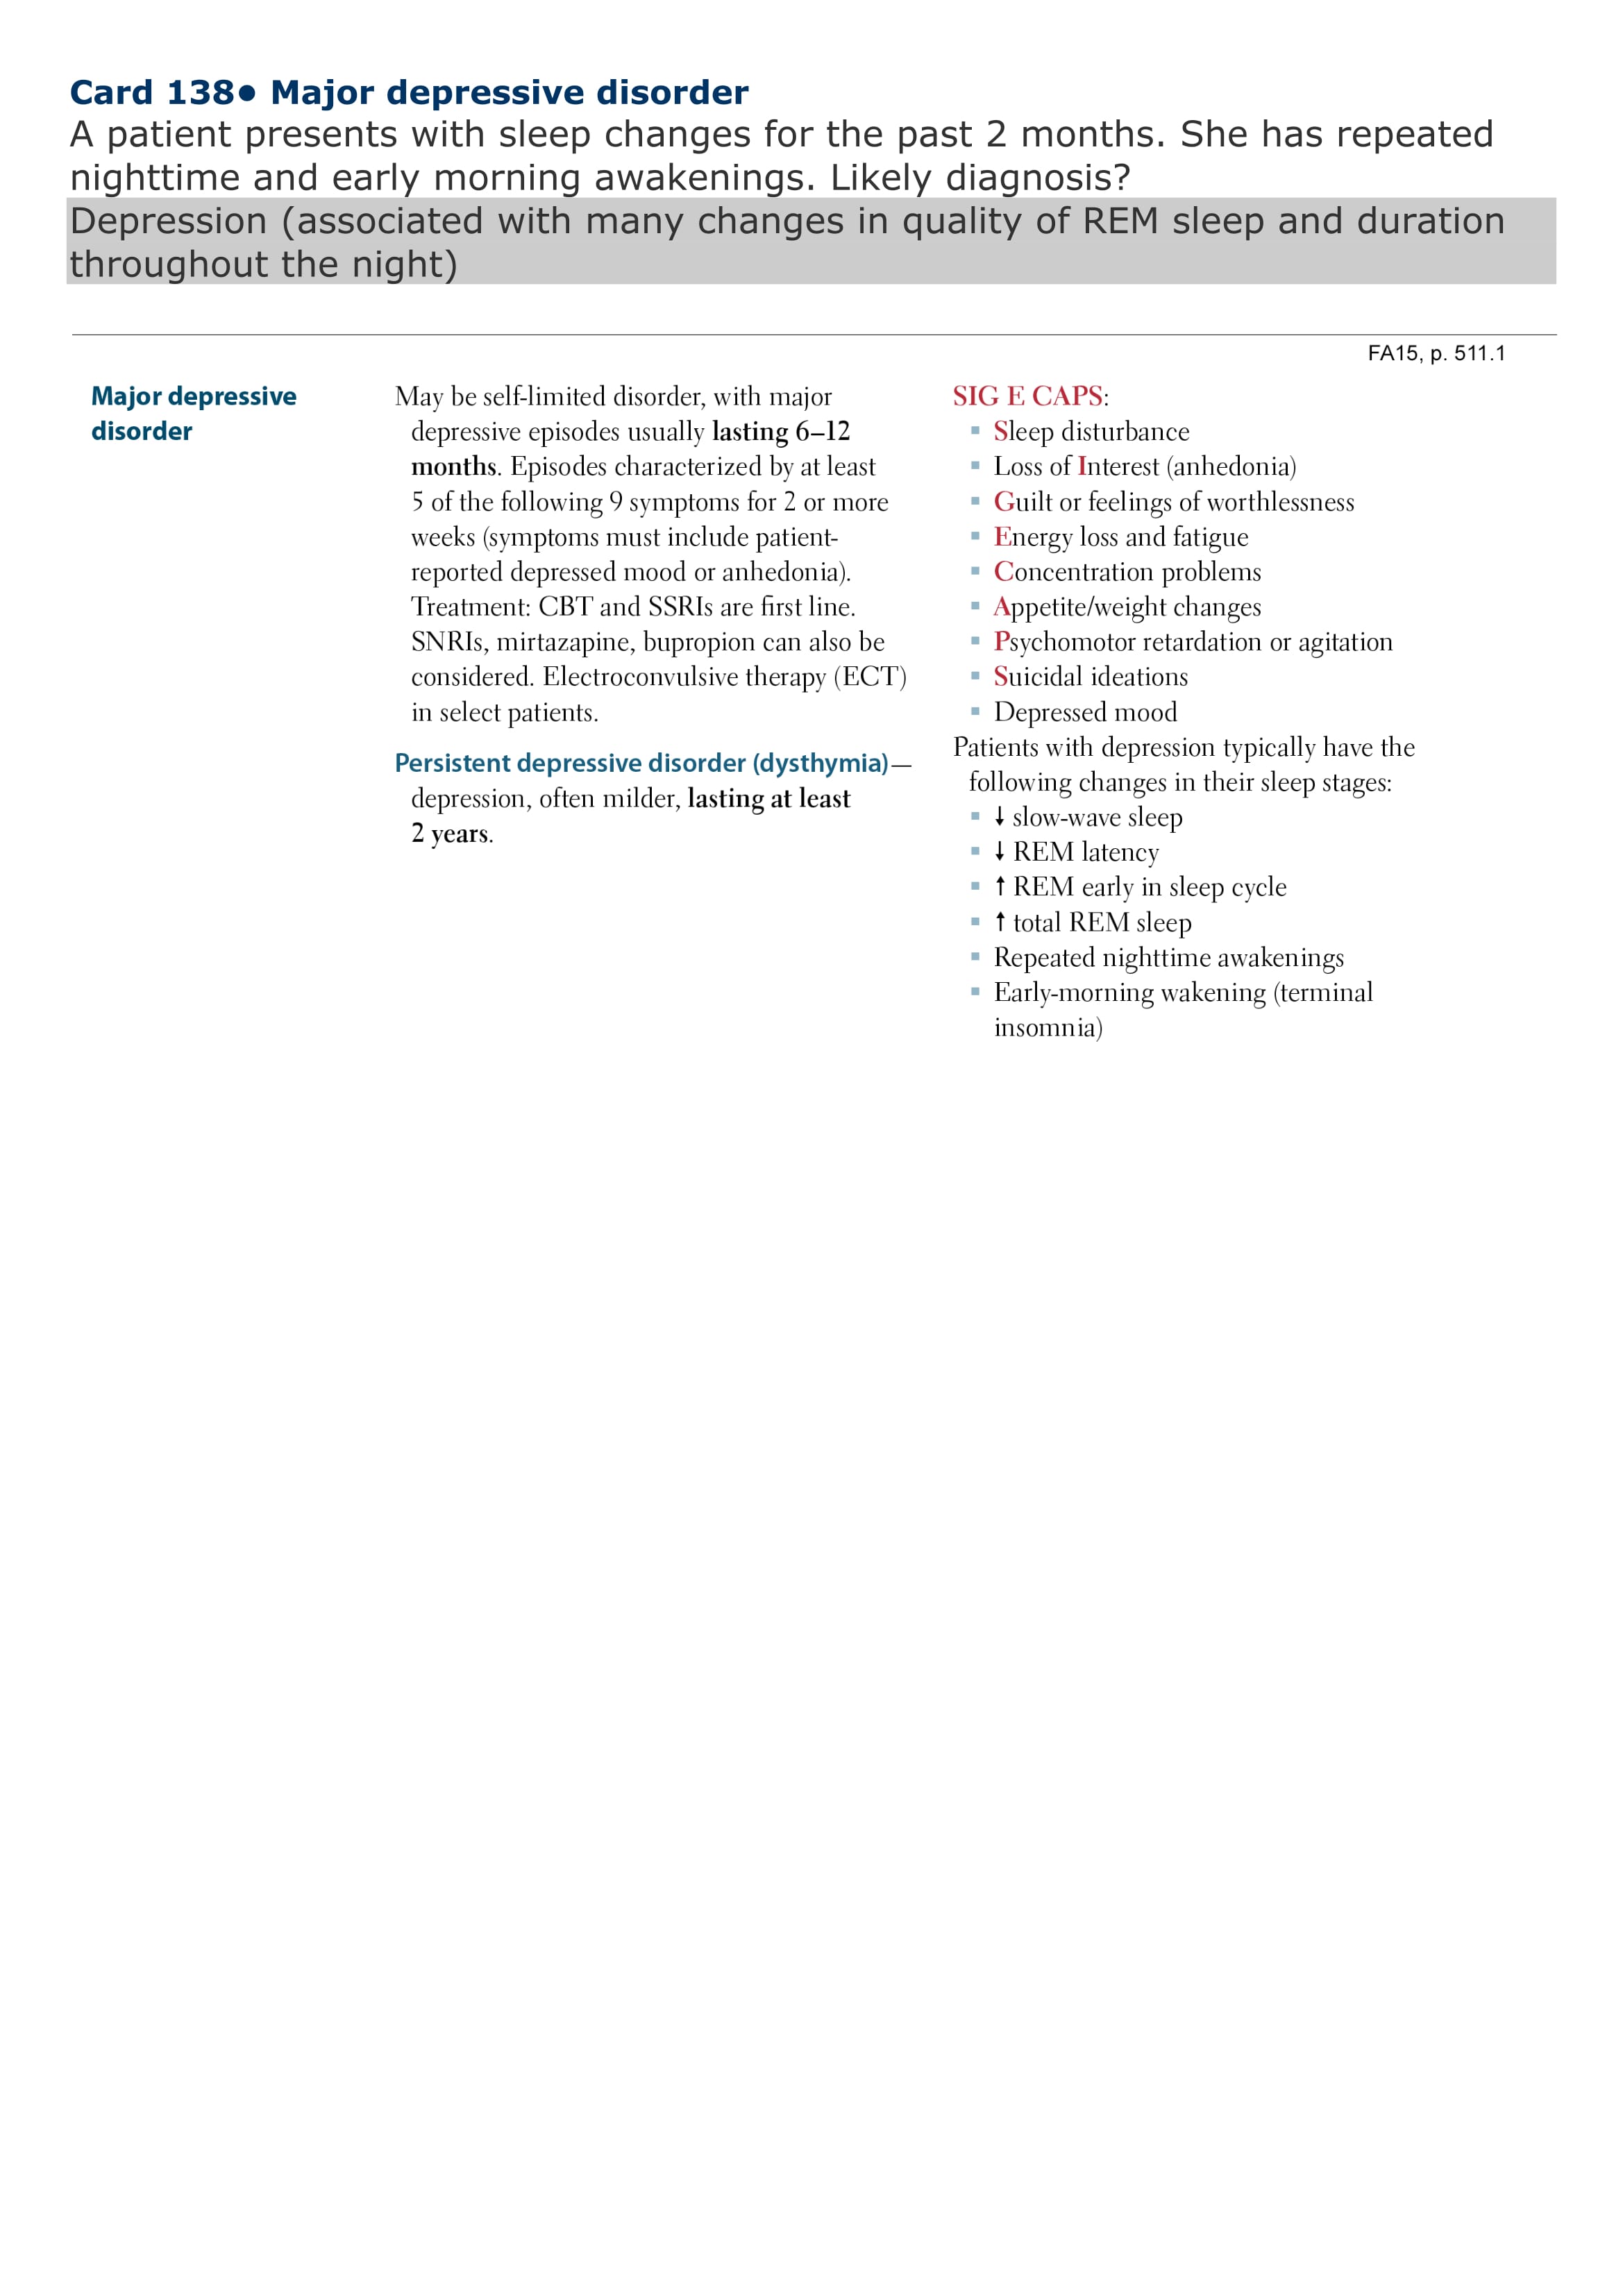 Card 138• Major depressive disorder
A patient presents with sleep changes for the past 2 months. She has repeated
nighttime and early morning awakenings. Likely diagnosis?
Depression (associated with many changes in quality of REM sleep and duration
throughout the night)
FA15, p. 511.1
Major depressive
disorder
May be self-limited disorder, with major
depressive episodes usually lasting 6–12
months. Episodes characterized by at least
5 of the following 9 symptoms for 2 or more
weeks (symptoms must include patient-
reported depressed mood or anhedonia).
Treatment: CBT and SSRIs are first line.
SNRIs, mirtazapine, bupropion can also be
considered. Electroconvulsive therapy (ECT)
in select patients.
Persistent depressive disorder (dysthymia)—
depression, often milder, lasting at least
2 years.
SIG E CAPS:
▪ Sleep disturbance
▪ Loss of Interest (anhedonia)
▪ Guilt or feelings of worthlessness
▪ Energy loss and fatigue
▪ Concentration problems
▪ Appetite/weight changes
▪ Psychomotor retardation or agitation
▪ Suicidal ideations
▪ Depressed mood
Patients with depression typically have the
following changes in their sleep stages:
▪ ↓ slow-wave sleep
▪ ↓ REM latency
▪ ↑ REM early in sleep cycle
▪ ↑ total REM sleep
▪ Repeated nighttime awakenings
▪ Early-morning wakening (terminal
insomnia)